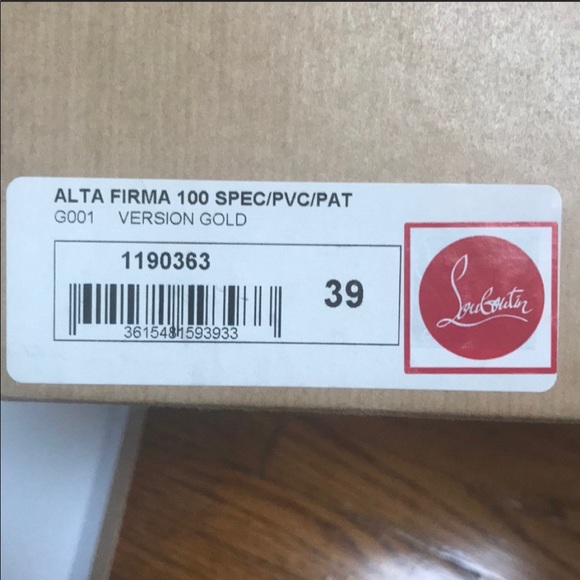 ALTA FIRMA 100 SPEC/PVC/PAT
G001 VERSION GOLD
1190363
39
3615481593933
Louboutin